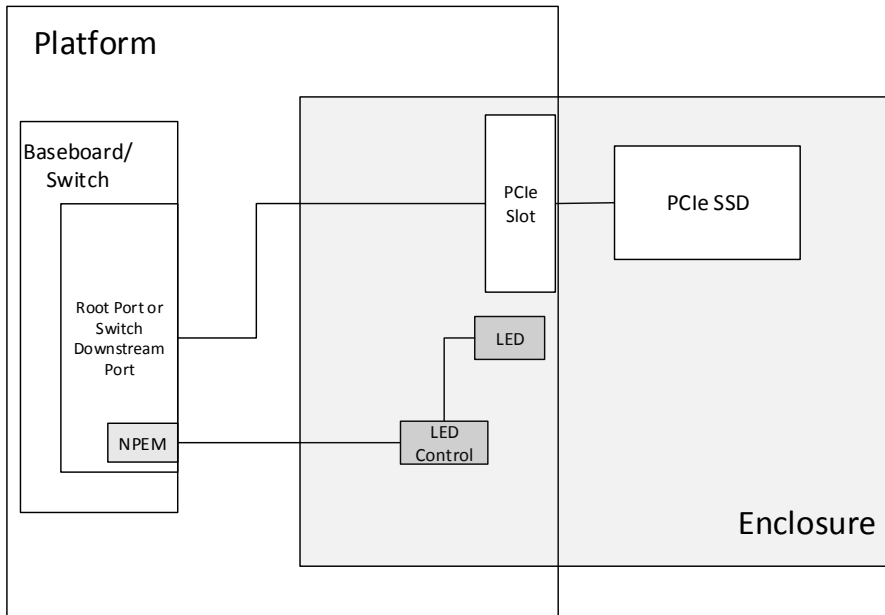 Platform
Baseboard/
Switch
PCIe
Slot
PCIe SSD
Root Port or
Switch
Downstream
Port
LED
NPEM
LED
Control
Enclosure